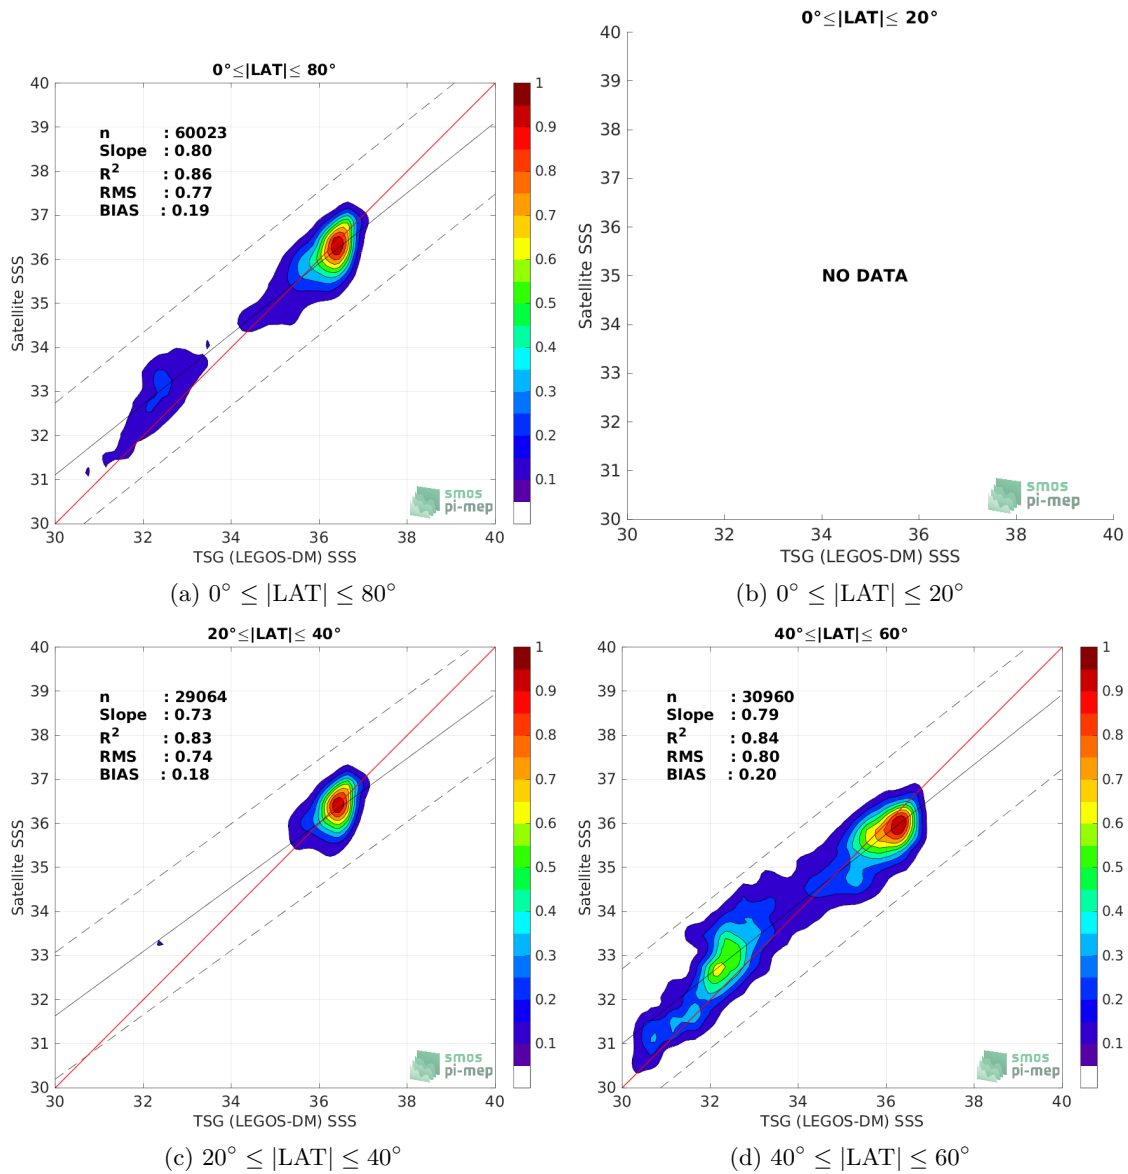 0°≤|LAT|≤ 80°
40
39
38
37
36
35
34
33
32
31
30
Satellite SSS
n : 60023
Slope : 0.80
R² : 0.86
RMS : 0.77
BIAS : 0.19
1
0.9
0.8
0.7
0.6
0.5
0.4
0.3
0.2
0.1
smos
pi-mep
30 32 34 36 38 40
TSG (LEGOS-DM) SSS
(a) 0° ≤ |LAT| ≤ 80°
0°≤|LAT|≤ 20°
40
39
38
37
36
35
34
33
32
31
30
Satellite SSS
NO DATA
smos
pi-mep
30 32 34 36 38 40
TSG (LEGOS-DM) SSS
(b) 0° ≤ |LAT| ≤ 20°
20°≤|LAT|≤ 40°
40
39
38
37
36
35
34
33
32
31
30
Satellite SSS
n : 29064
Slope : 0.73
R² : 0.83
RMS : 0.74
BIAS : 0.18
1
0.9
0.8
0.7
0.6
0.5
0.4
0.3
0.2
0.1
smos
pi-mep
30 32 34 36 38 40
TSG (LEGOS-DM) SSS
(c) 20° ≤ |LAT| ≤ 40°
40°≤|LAT|≤ 60°
40
39
38
37
36
35
34
33
32
31
30
Satellite SSS
n : 30960
Slope : 0.79
R² : 0.84
RMS : 0.80
BIAS : 0.20
1
0.9
0.8
0.7
0.6
0.5
0.4
0.3
0.2
0.1
smos
pi-mep
30 32 34 36 38 40
TSG (LEGOS-DM) SSS
(d) 40° ≤ |LAT| ≤ 60°